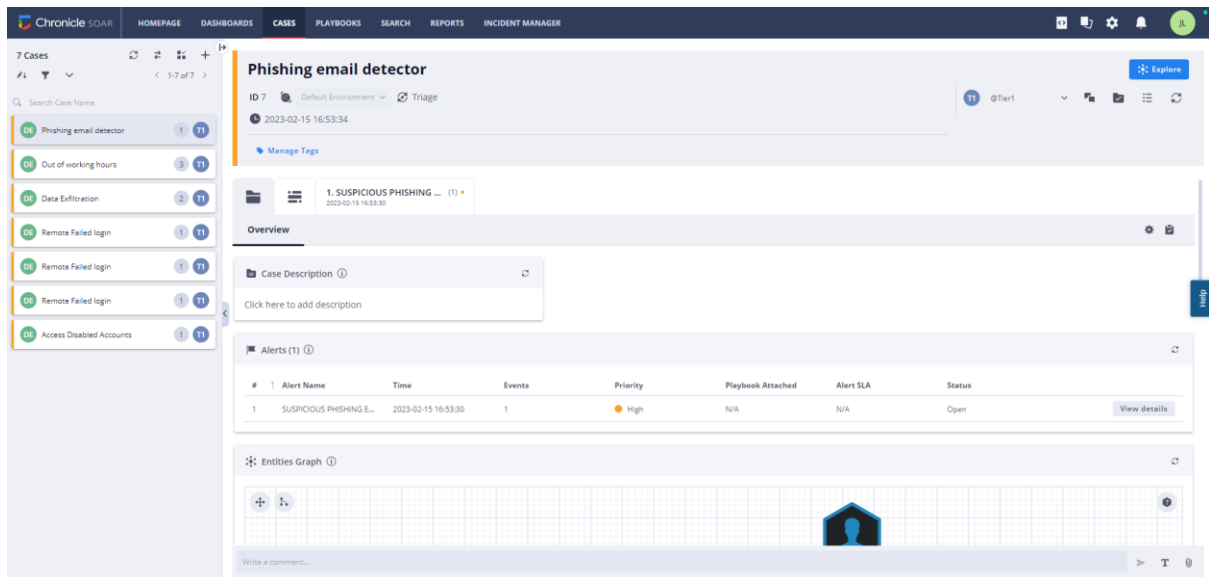 Chronicle SOAR HOMEPAGE DASHBOARDS CASES PLAYBOOKS SEARCH REPORTS INCIDENT MANAGER JL
7 Cases
1-7 of 7
Search Case Name
DE Phishing email detector 1 T1
DE Out of working hours 3 T1
DE Data Exfiltration 2 T1
DE Remote Failed login 1 T1
DE Remote Failed login 1 T1
DE Remote Failed login 1 T1
DE Access Disabled Accounts 1 T1
Phishing email detector
Explore
ID 7 Default Environment Triage
T1 @Tier1
2023-02-15 16:53:34
Manage Tags
1. SUSPICIOUS PHISHING ... (1)
2023-02-15 16:53:30
Overview
Case Description
Click here to add description
Alerts (1)
# Alert Name Time Events Priority Playbook Attached Alert SLA Status
1 SUSPICIOUS PHISHING E... 2023-02-15 16:53:30 1 High N/A N/A Open View details
Entities Graph
Write a comment...
T
Help